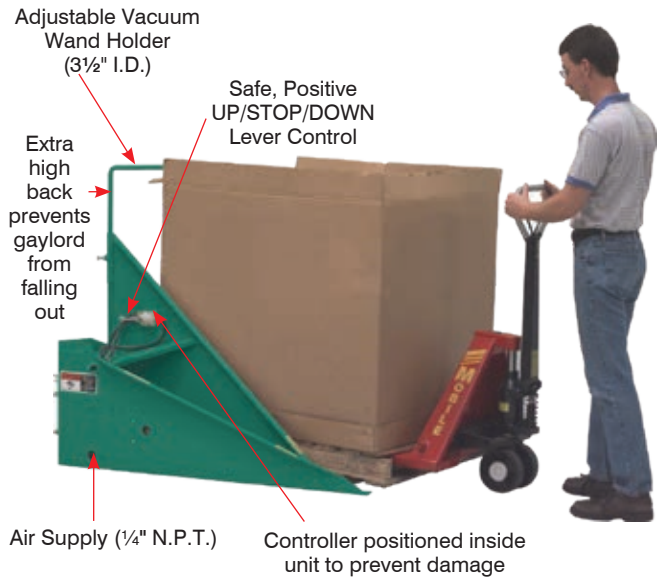 Adjustable Vacuum
Wand Holder
(3½" I.D.)
Safe, Positive
UP/STOP/DOWN
Lever Control
Extra
high
back
prevents
gaylord
from
falling
out
MOBILE
Air Supply (¼" N.P.T.)
Controller positioned inside
unit to prevent damage